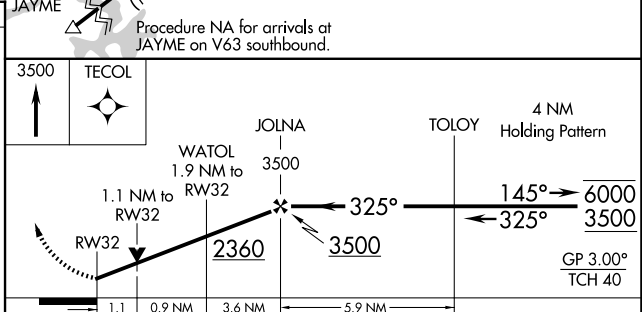 JAYME
Procedure NA for arrivals at
JAYME on V63 southbound.
3500
TECOL
JOLNA
3500
TOLOY
4 NM
Holding Pattern
WATOL
1.9 NM to
RW32
1.1 NM to
RW32
RW32
2360
3500
325°
145°
325°
6000
3500
GP 3.00°
TCH 40
1.1
0.9 NM
3.6 NM
5.9 NM